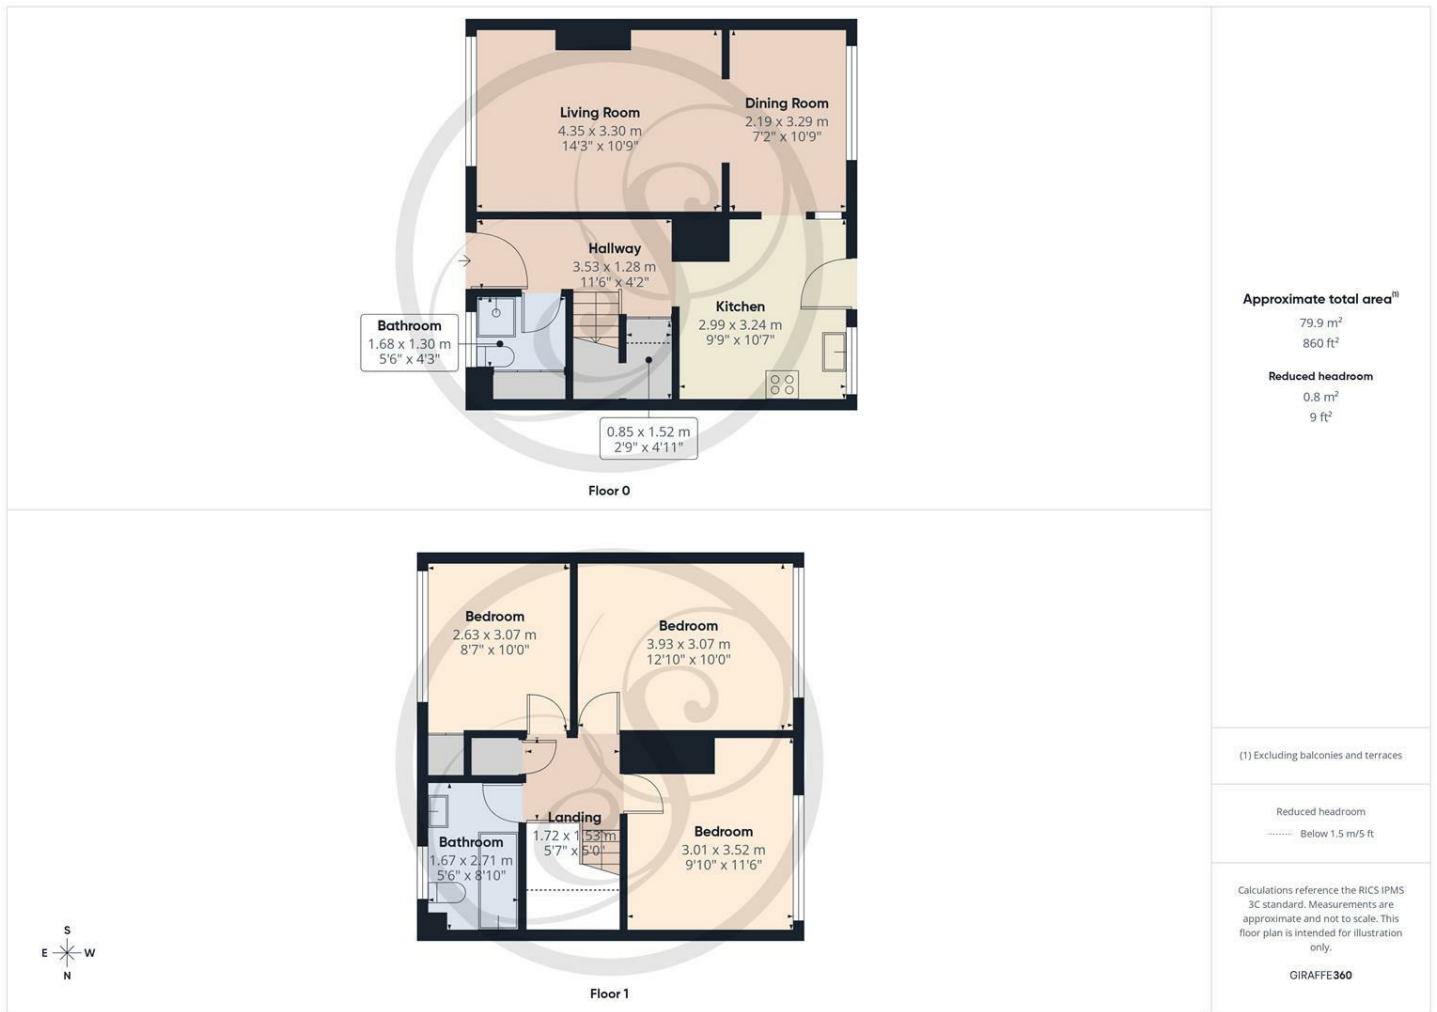 Living Room
4.35 x 3.30 m
14'3" x 10'9"
Dining Room
2.19 x 3.29 m
7'2" x 10'9"
Hallway
3.53 x 1.28 m
11'6" x 4'2"
Kitchen
2.99 x 3.24 m
9'9" x 10'7"
Bathroom
1.68 x 1.30 m
5'6" x 4'3"
0.85 x 1.52 m
2'9" x 4'11"
Floor 0
Bedroom
2.63 x 3.07 m
8'7" x 10'0"
Bedroom
3.93 x 3.07 m
12'10" x 10'0"
Landing
1.72 x 1.53 m
5'7" x 5'0"
Bathroom
1.67 x 2.71 m
5'6" x 8'10"
Bedroom
3.01 x 3.52 m
9'10" x 11'6"
Floor 1
S
E W
N
Approximate total area(1)
79.9 m²
860 ft²
Reduced headroom
0.8 m²
9 ft²
(1) Excluding balconies and terraces
Reduced headroom
Below 1.5 m/5 ft
Calculations reference the RICS IPMS
3C standard. Measurements are
approximate and not to scale. This
floor plan is intended for illustration
only.
GIRAFFE360